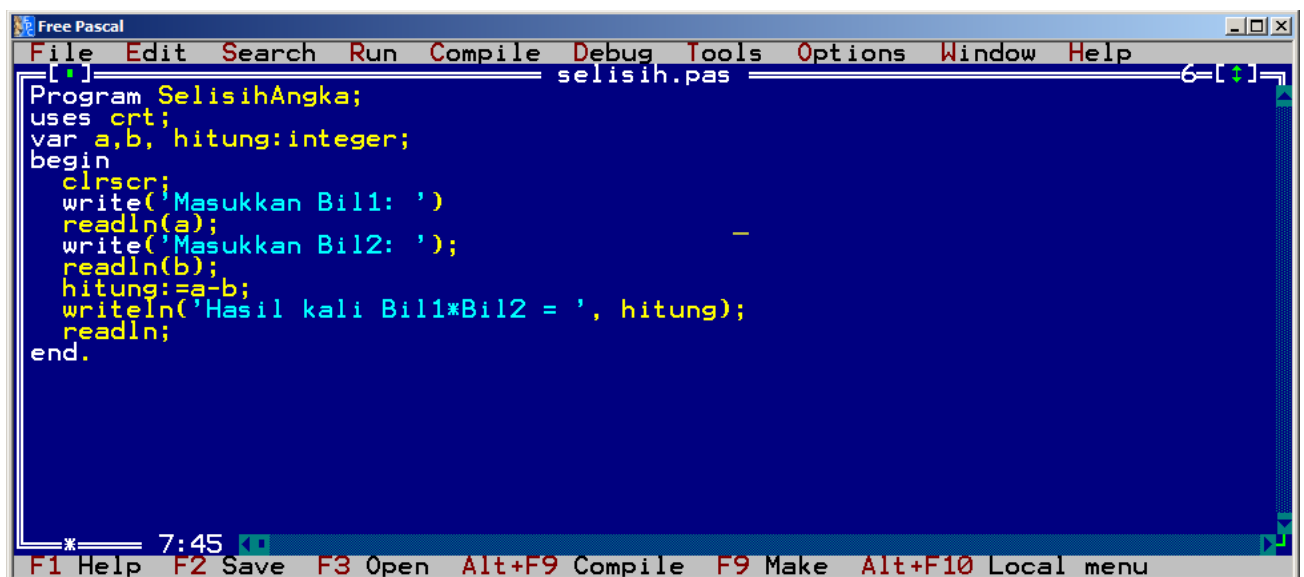 Free Pascal
File Edit Search Run Compile Debug Tools Options Window Help
[■] selisih.pas 6=[↕]
Program SelisihAngka;
uses crt;
var a,b, hitung:integer;
begin
  clrscr;
  write('Masukkan Bil1: ')
  readln(a);
  write('Masukkan Bil2: ');
  readln(b);
  hitung:=a-b;
  writeln('Hasil kali Bil1*Bil2 = ', hitung);
  readln;
end.
* 7:45
F1 Help F2 Save F3 Open Alt+F9 Compile F9 Make Alt+F10 Local menu